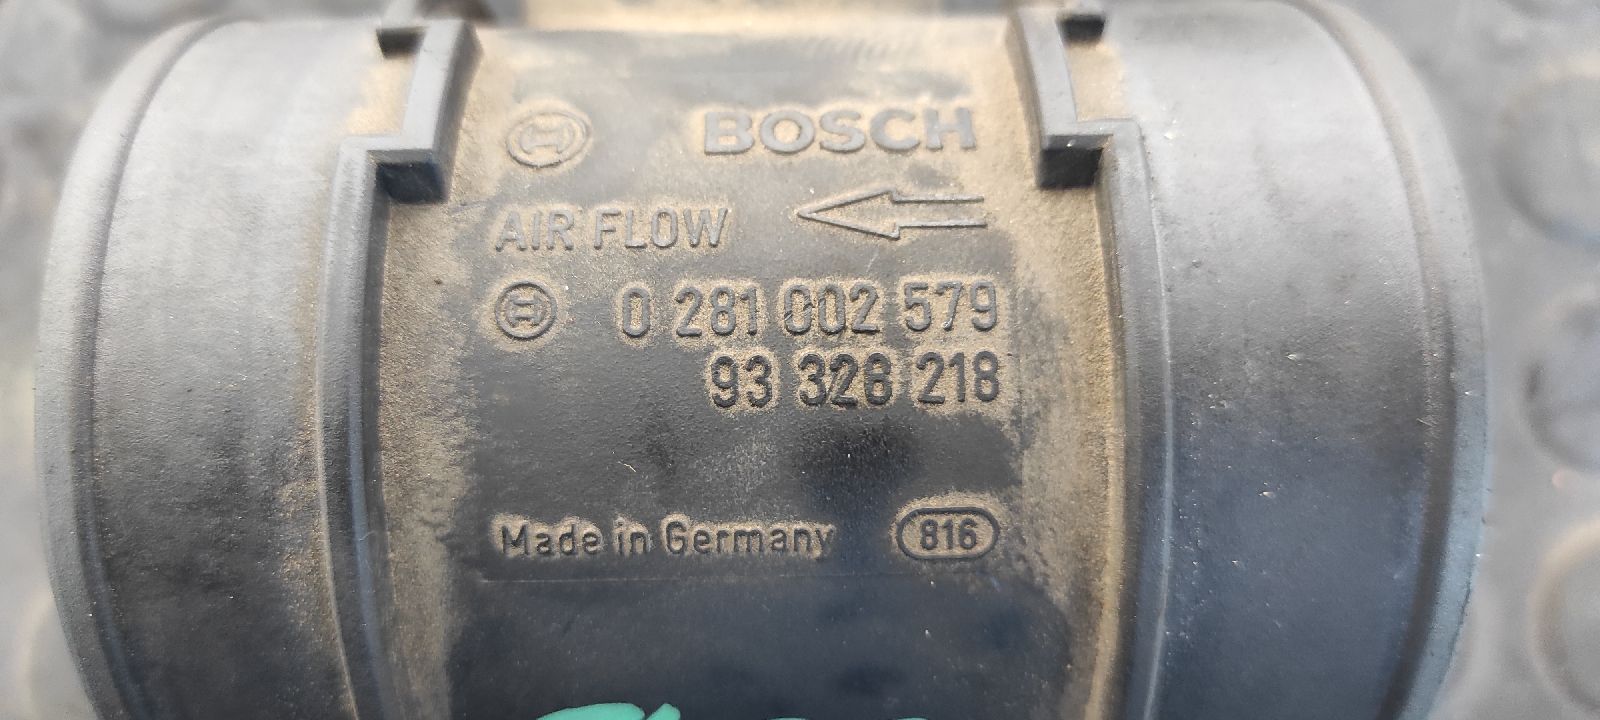 BOSCH
AIR FLOW
0 281 002 579
93 328 218
Made in Germany 816